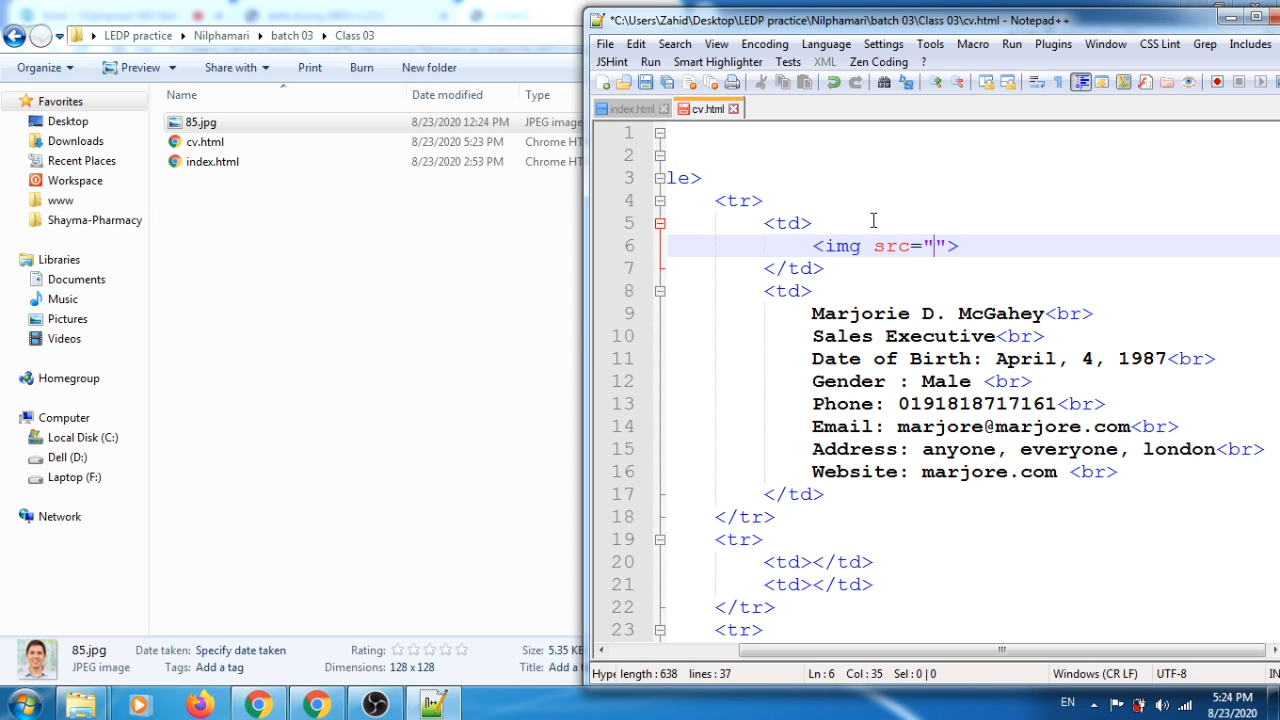 LEDP practice Nilphamari batch 03 Class 03
Organize Preview Share with Print Burn New folder
Favorites
Desktop
Downloads
Recent Places
Workspace
www
Shayma-Pharmacy
Libraries
Documents
Music
Pictures
Videos
Homegroup
Computer
Local Disk (C:)
Dell (D:)
Laptop (F:)
Network
Name Date modified Type
85.jpg 8/23/2020 12:24 PM JPEG image
cv.html 8/23/2020 5:23 PM Chrome HT
index.html 8/23/2020 2:53 PM Chrome HT
85.jpg Date taken: Specify date taken Rating: Size: 5.35 KB
JPEG image Tags: Add a tag Dimensions: 128 x 128 Title: Add a
*C:\Users\Zahid\Desktop\LEDP practice\Nilphamari\batch 03\Class 03\cv.html - Notepad++
File Edit Search View Encoding Language Settings Tools Macro Run Plugins Window CSS Lint Grep Includes
JSHint Run Smart Highlighter Tests XML Zen Coding ?
index.html cv.html
1
2
3 le>
4 <tr>
5 <td>
6 <img src="">
7 </td>
8 <td>
9 Marjorie D. McGahey<br>
10 Sales Executive<br>
11 Date of Birth: April, 4, 1987<br>
12 Gender : Male <br>
13 Phone: 0191818717161<br>
14 Email: marjore@marjore.com<br>
15 Address: anyone, everyone, london<br>
16 Website: marjore.com <br>
17 </td>
18 </tr>
19 <tr>
20 <td></td>
21 <td></td>
22 </tr>
23 <tr>
Hype length : 638 lines : 37 Ln : 6 Col : 35 Sel : 0 | 0 Windows (CR LF) UTF-8 IN
EN 5:24 PM
8/23/2020